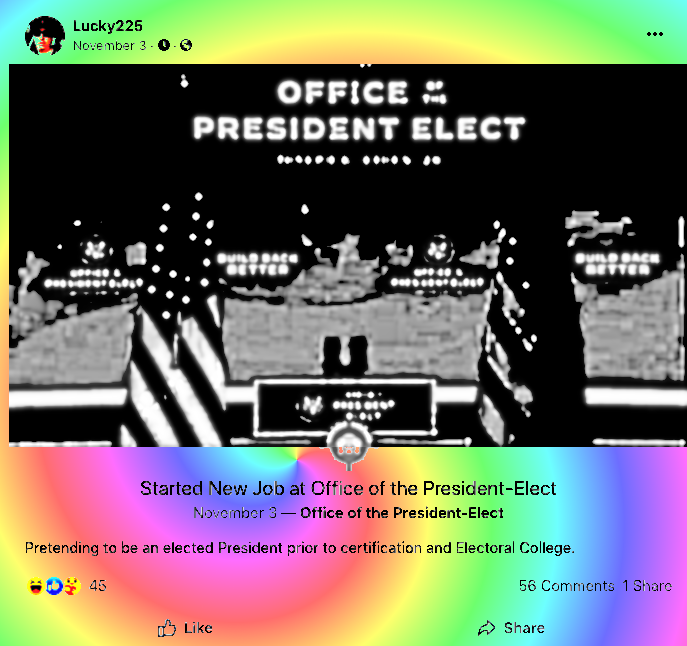 Lucky225
November 3
OFFICE OF
THE
PRESIDENT ELECT
BUILD BACK
BETTER
BUILD BACK
BETTER
Started New Job at Office of the President-Elect
November 3 — Office of the President-Elect
Pretending to be an elected President prior to certification and Electoral College.
45
56 Comments 1 Share
Like
Share